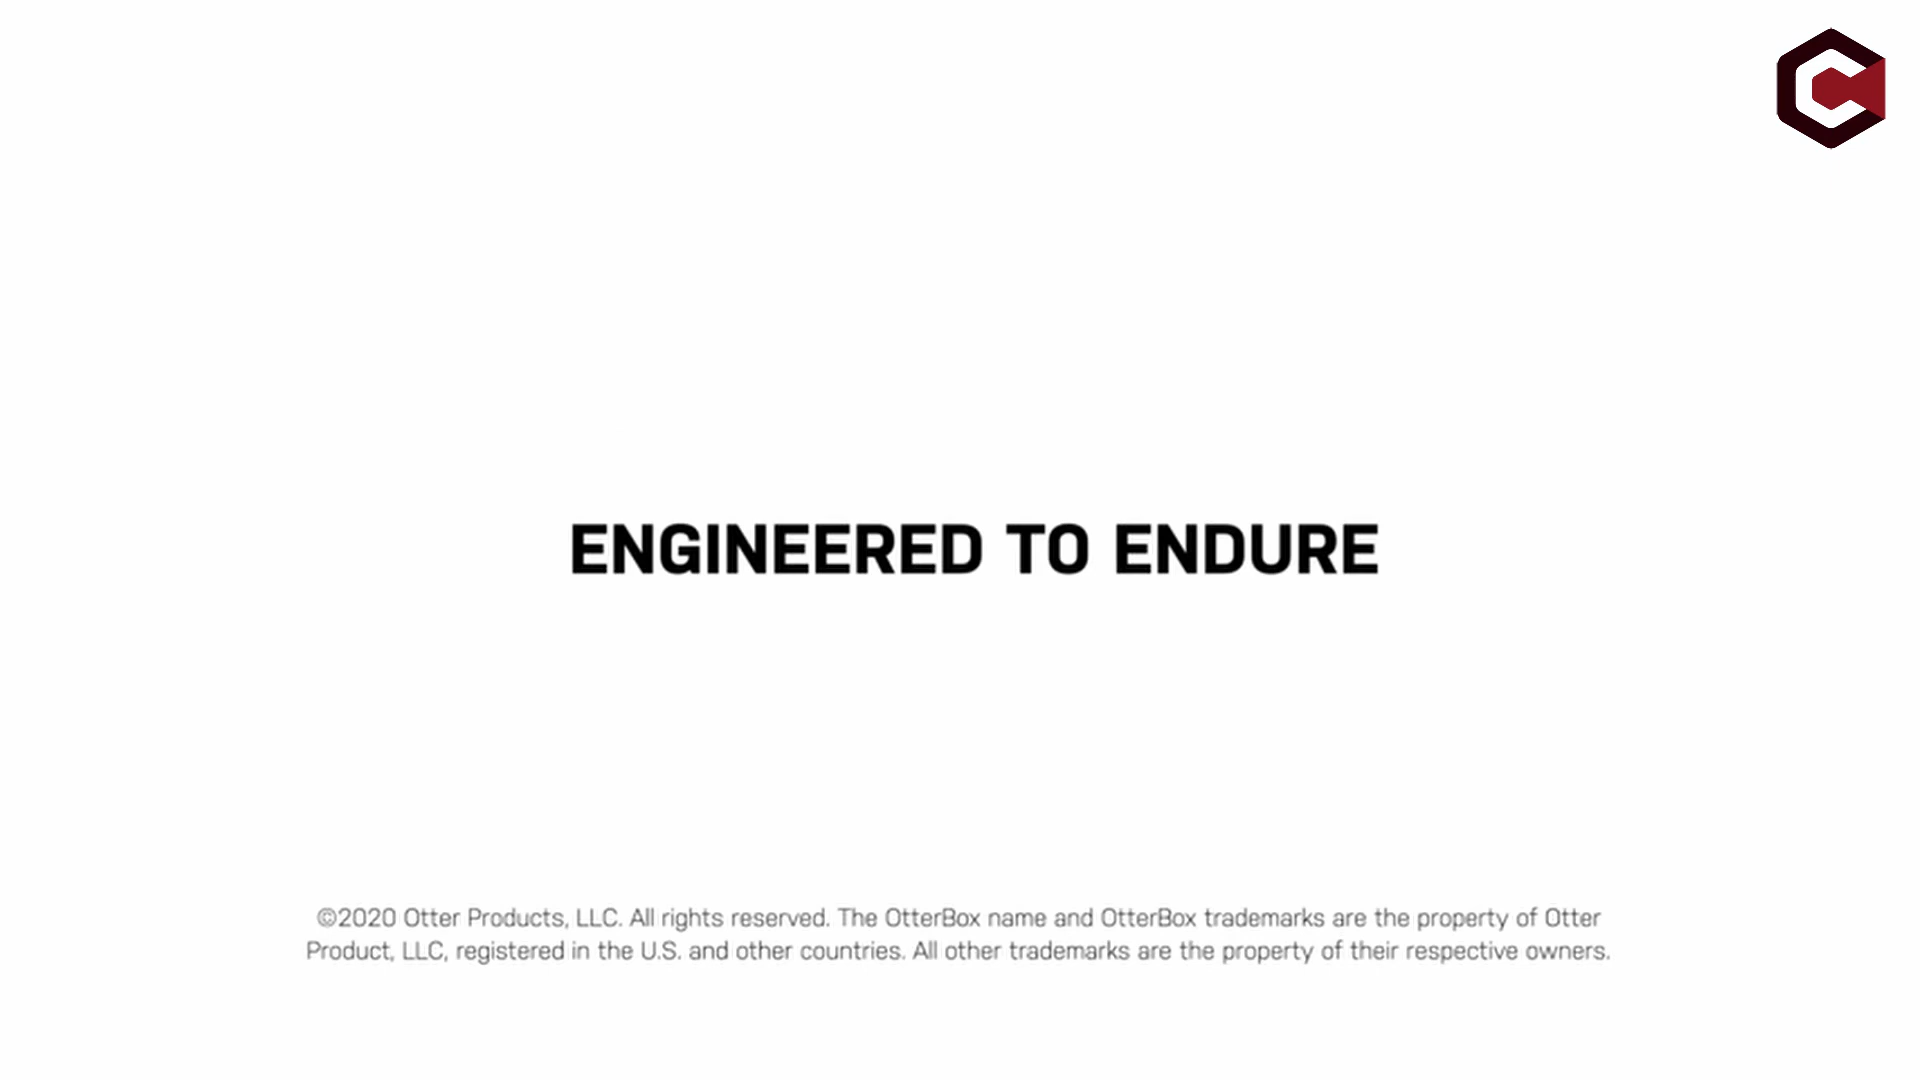 ENGINEERED TO ENDURE
©2020 Otter Products, LLC. All rights reserved. The OtterBox name and OtterBox trademarks are the property of Otter
Product, LLC, registered in the U.S. and other countries. All other trademarks are the property of their respective owners.